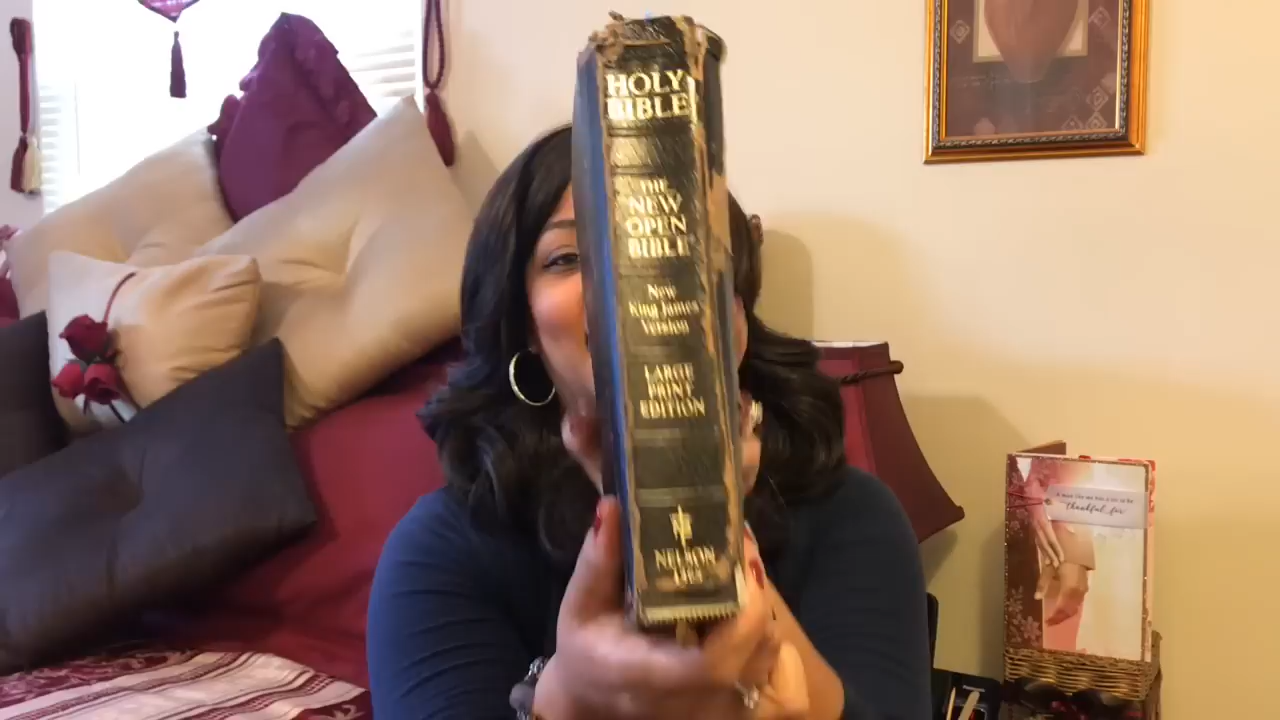 HOLY
BIBLE
THE
NEW
OPEN
BIBLE
New
King James
Version
LARGE
PRINT
EDITION
NELSON
thankful for